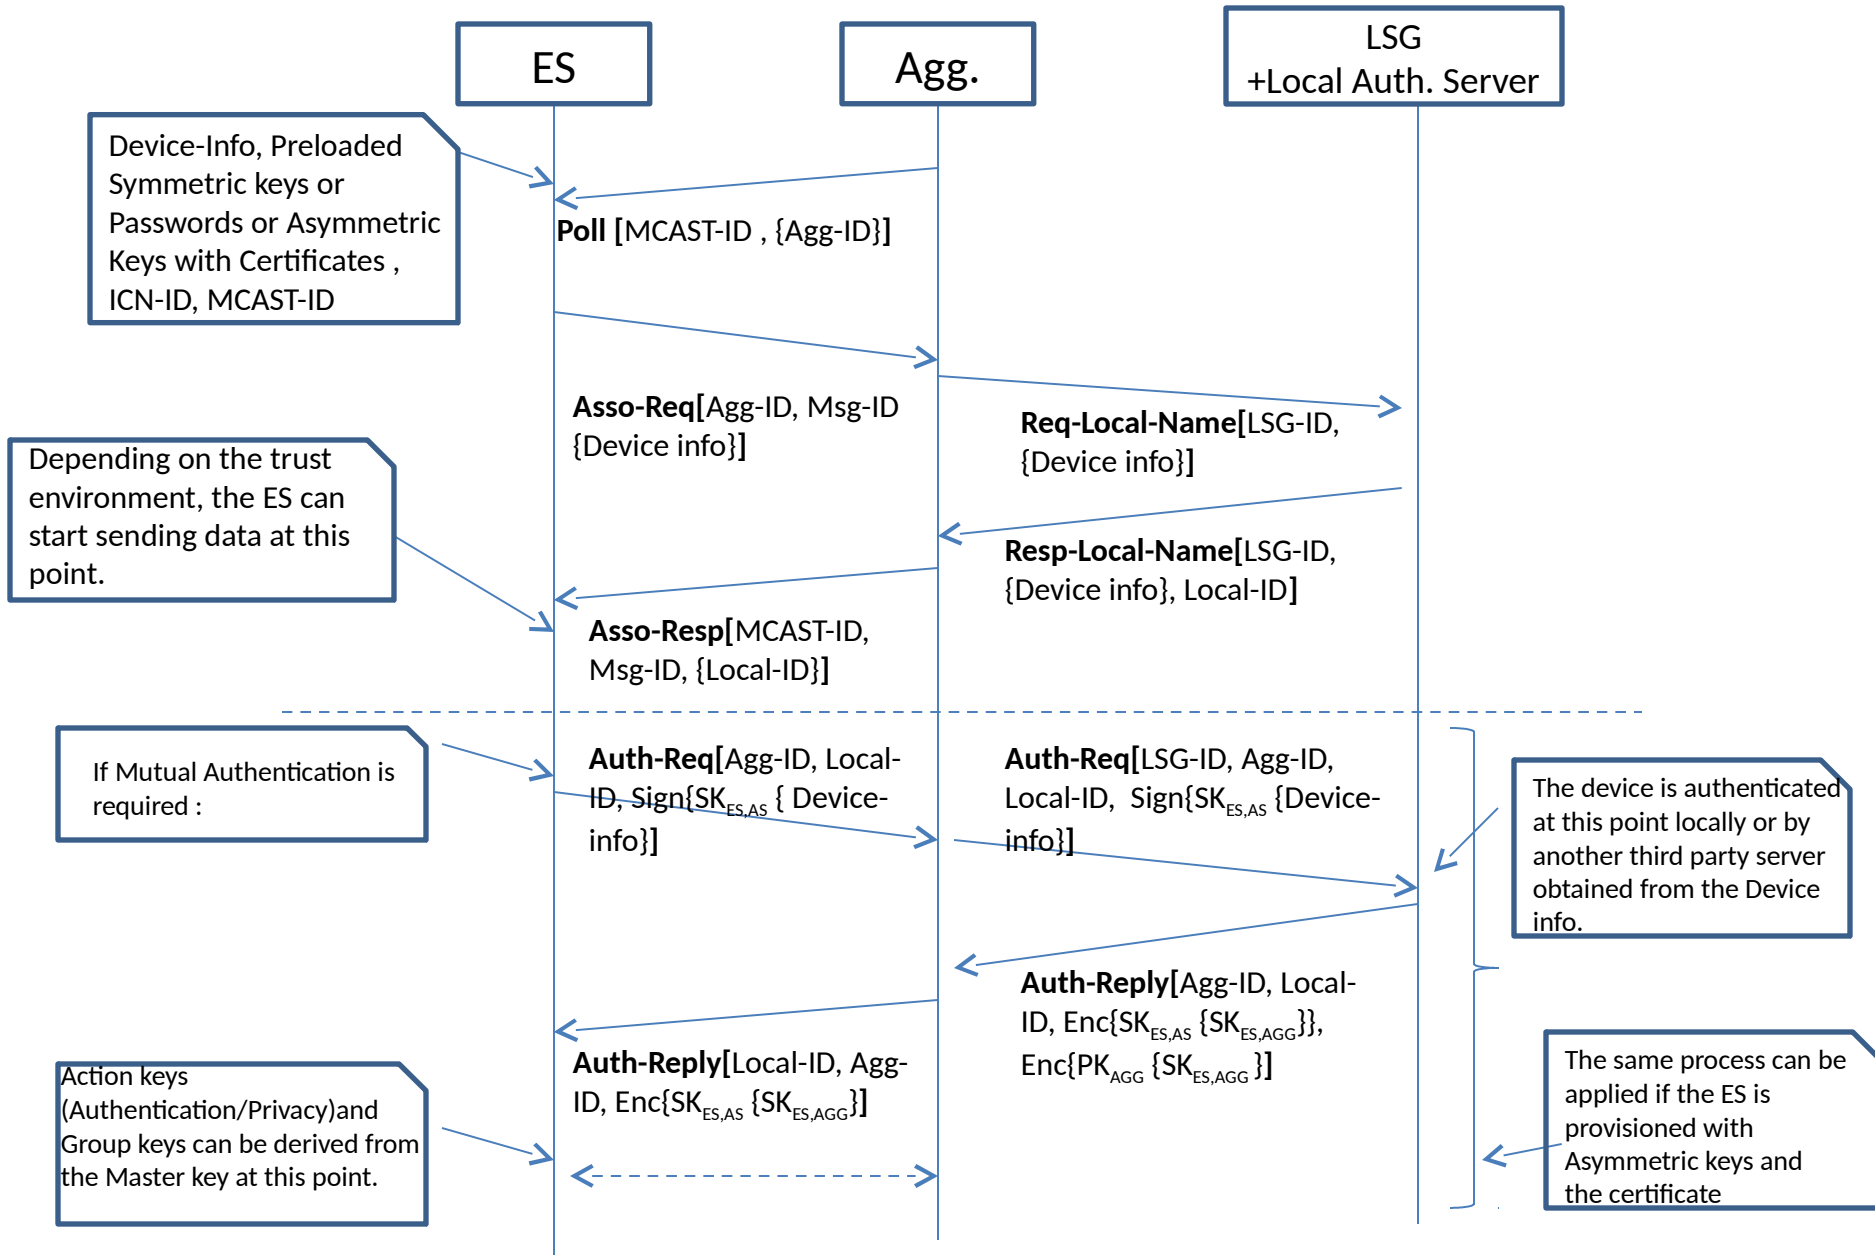 ES
Agg.
LSG
+Local Auth. Server
Device-Info, Preloaded
Symmetric keys or
Passwords or Asymmetric
Keys with Certificates ,
ICN-ID, MCAST-ID
Poll [MCAST-ID , {Agg-ID}]
Asso-Req[Agg-ID, Msg-ID
{Device info}]
Req-Local-Name[LSG-ID,
{Device info}]
Depending on the trust
environment, the ES can
start sending data at this
point.
Resp-Local-Name[LSG-ID,
{Device info}, Local-ID]
Asso-Resp[MCAST-ID,
Msg-ID, {Local-ID}]
If Mutual Authentication is
required :
Auth-Req[Agg-ID, Local-
ID, Sign{SKES,AS { Device-
info}]
Auth-Req[LSG-ID, Agg-ID,
Local-ID,  Sign{SKES,AS {Device-
info}]
The device is authenticated
at this point locally or by
another third party server
obtained from the Device
info.
Auth-Reply[Agg-ID, Local-
ID, Enc{SKES,AS {SKES,AGG}},
Enc{PKAGG {SKES,AGG }]
Auth-Reply[Local-ID, Agg-
ID, Enc{SKES,AS {SKES,AGG}]
Action keys
(Authentication/Privacy)and
Group keys can be derived from
the Master key at this point.
The same process can be
applied if the ES is
provisioned with
Asymmetric keys and
the certificate